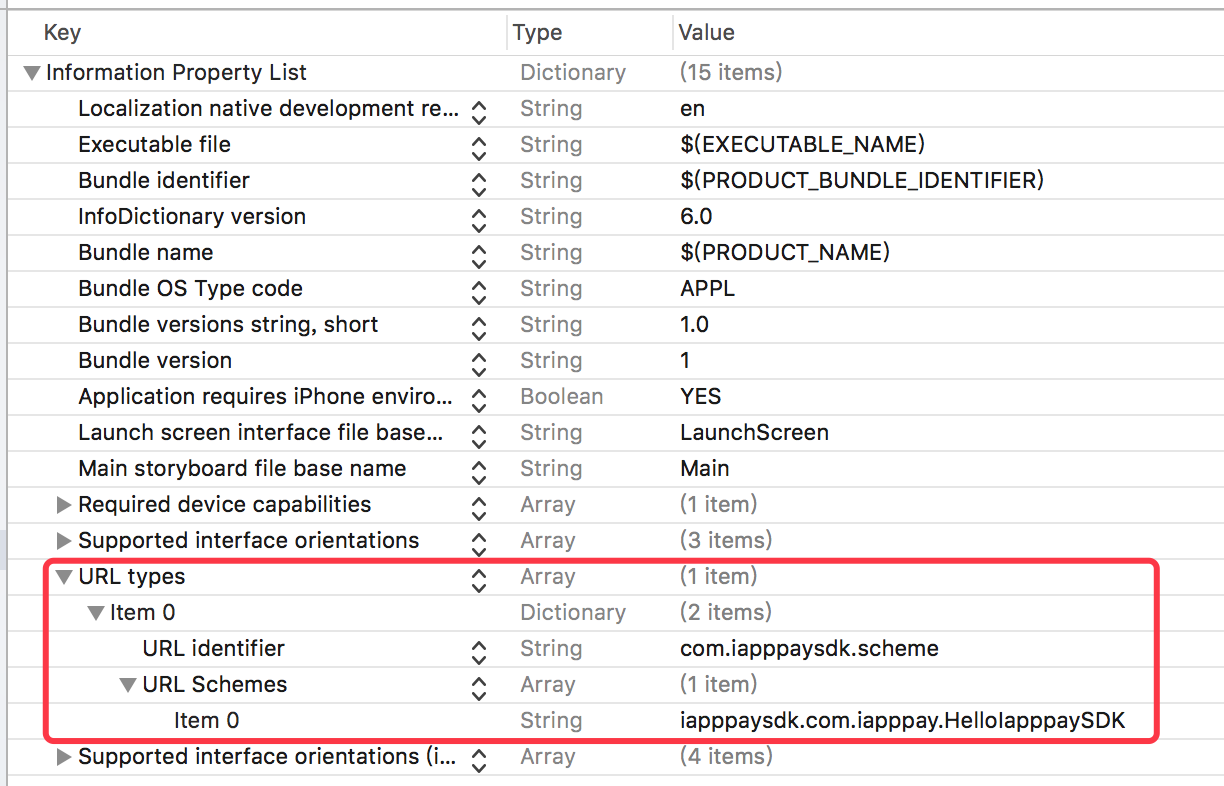 Key Type Value
Information Property List Dictionary (15 items)
Localization native development re... String en
Executable file String $(EXECUTABLE_NAME)
Bundle identifier String $(PRODUCT_BUNDLE_IDENTIFIER)
InfoDictionary version String 6.0
Bundle name String $(PRODUCT_NAME)
Bundle OS Type code String APPL
Bundle versions string, short String 1.0
Bundle version String 1
Application requires iPhone enviro... Boolean YES
Launch screen interface file base... String LaunchScreen
Main storyboard file base name String Main
Required device capabilities Array (1 item)
Supported interface orientations Array (3 items)
URL types Array (1 item)
Item 0 Dictionary (2 items)
URL identifier String com.iapppaysdk.scheme
URL Schemes Array (1 item)
Item 0 String iapppaysdk.com.iapppay.HelloIapppaySDK
Supported interface orientations (i... Array (4 items)